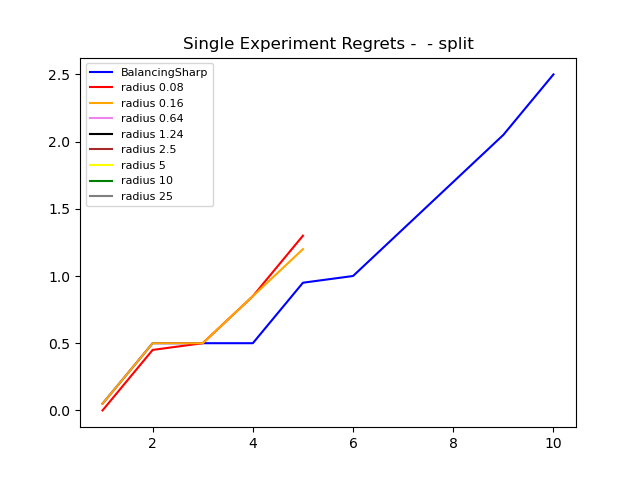 Single Experiment Regrets -  - split
2.5
2.0
1.5
1.0
0.5
0.0
BalancingSharp
radius 0.08
radius 0.16
radius 0.64
radius 1.24
radius 2.5
radius 5
radius 10
radius 25
2 4 6 8 10